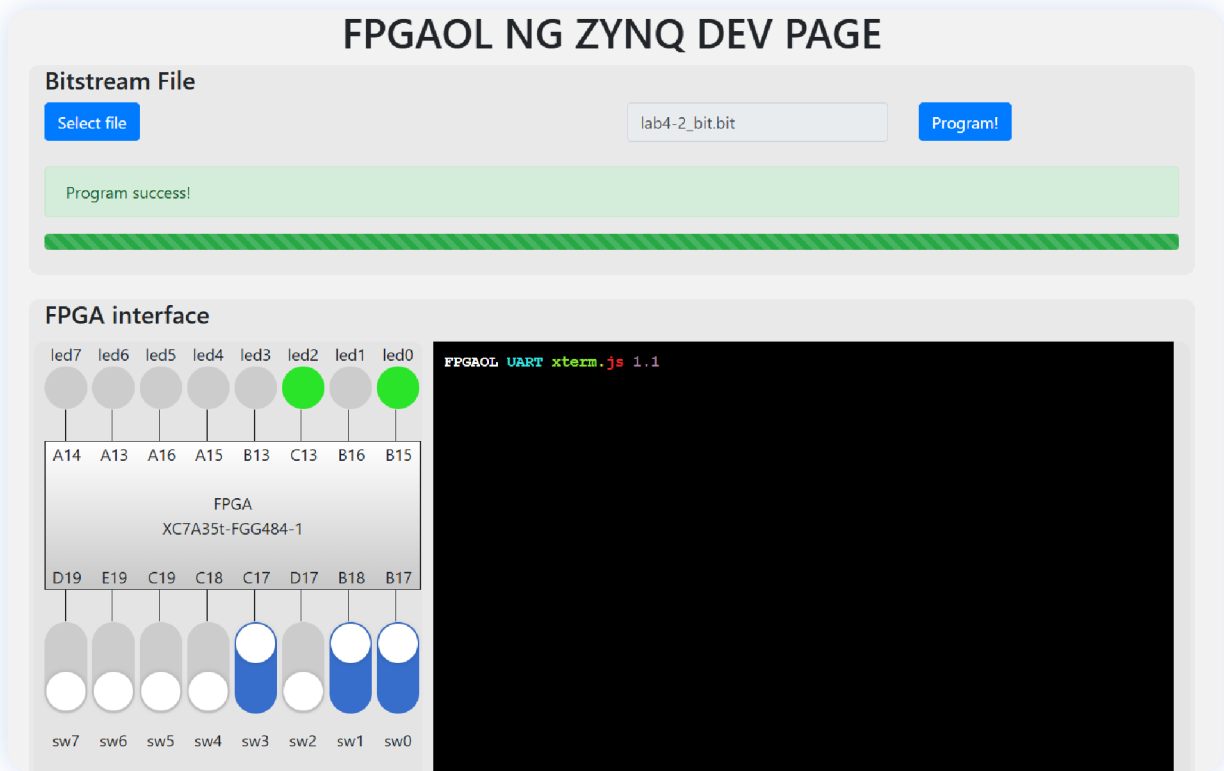 FPGAOL NG ZYNQ DEV PAGE
Bitstream File
Select file
lab4-2_bit.bit
Program!
Program success!
FPGA interface
led7 led6 led5 led4 led3 led2 led1 led0
FPGAOL UART xterm.js 1.1
A14 A13 A16 A15 B13 C13 B16 B15
FPGA
XC7A35t-FGG484-1
D19 E19 C19 C18 C17 D17 B18 B17
sw7 sw6 sw5 sw4 sw3 sw2 sw1 sw0